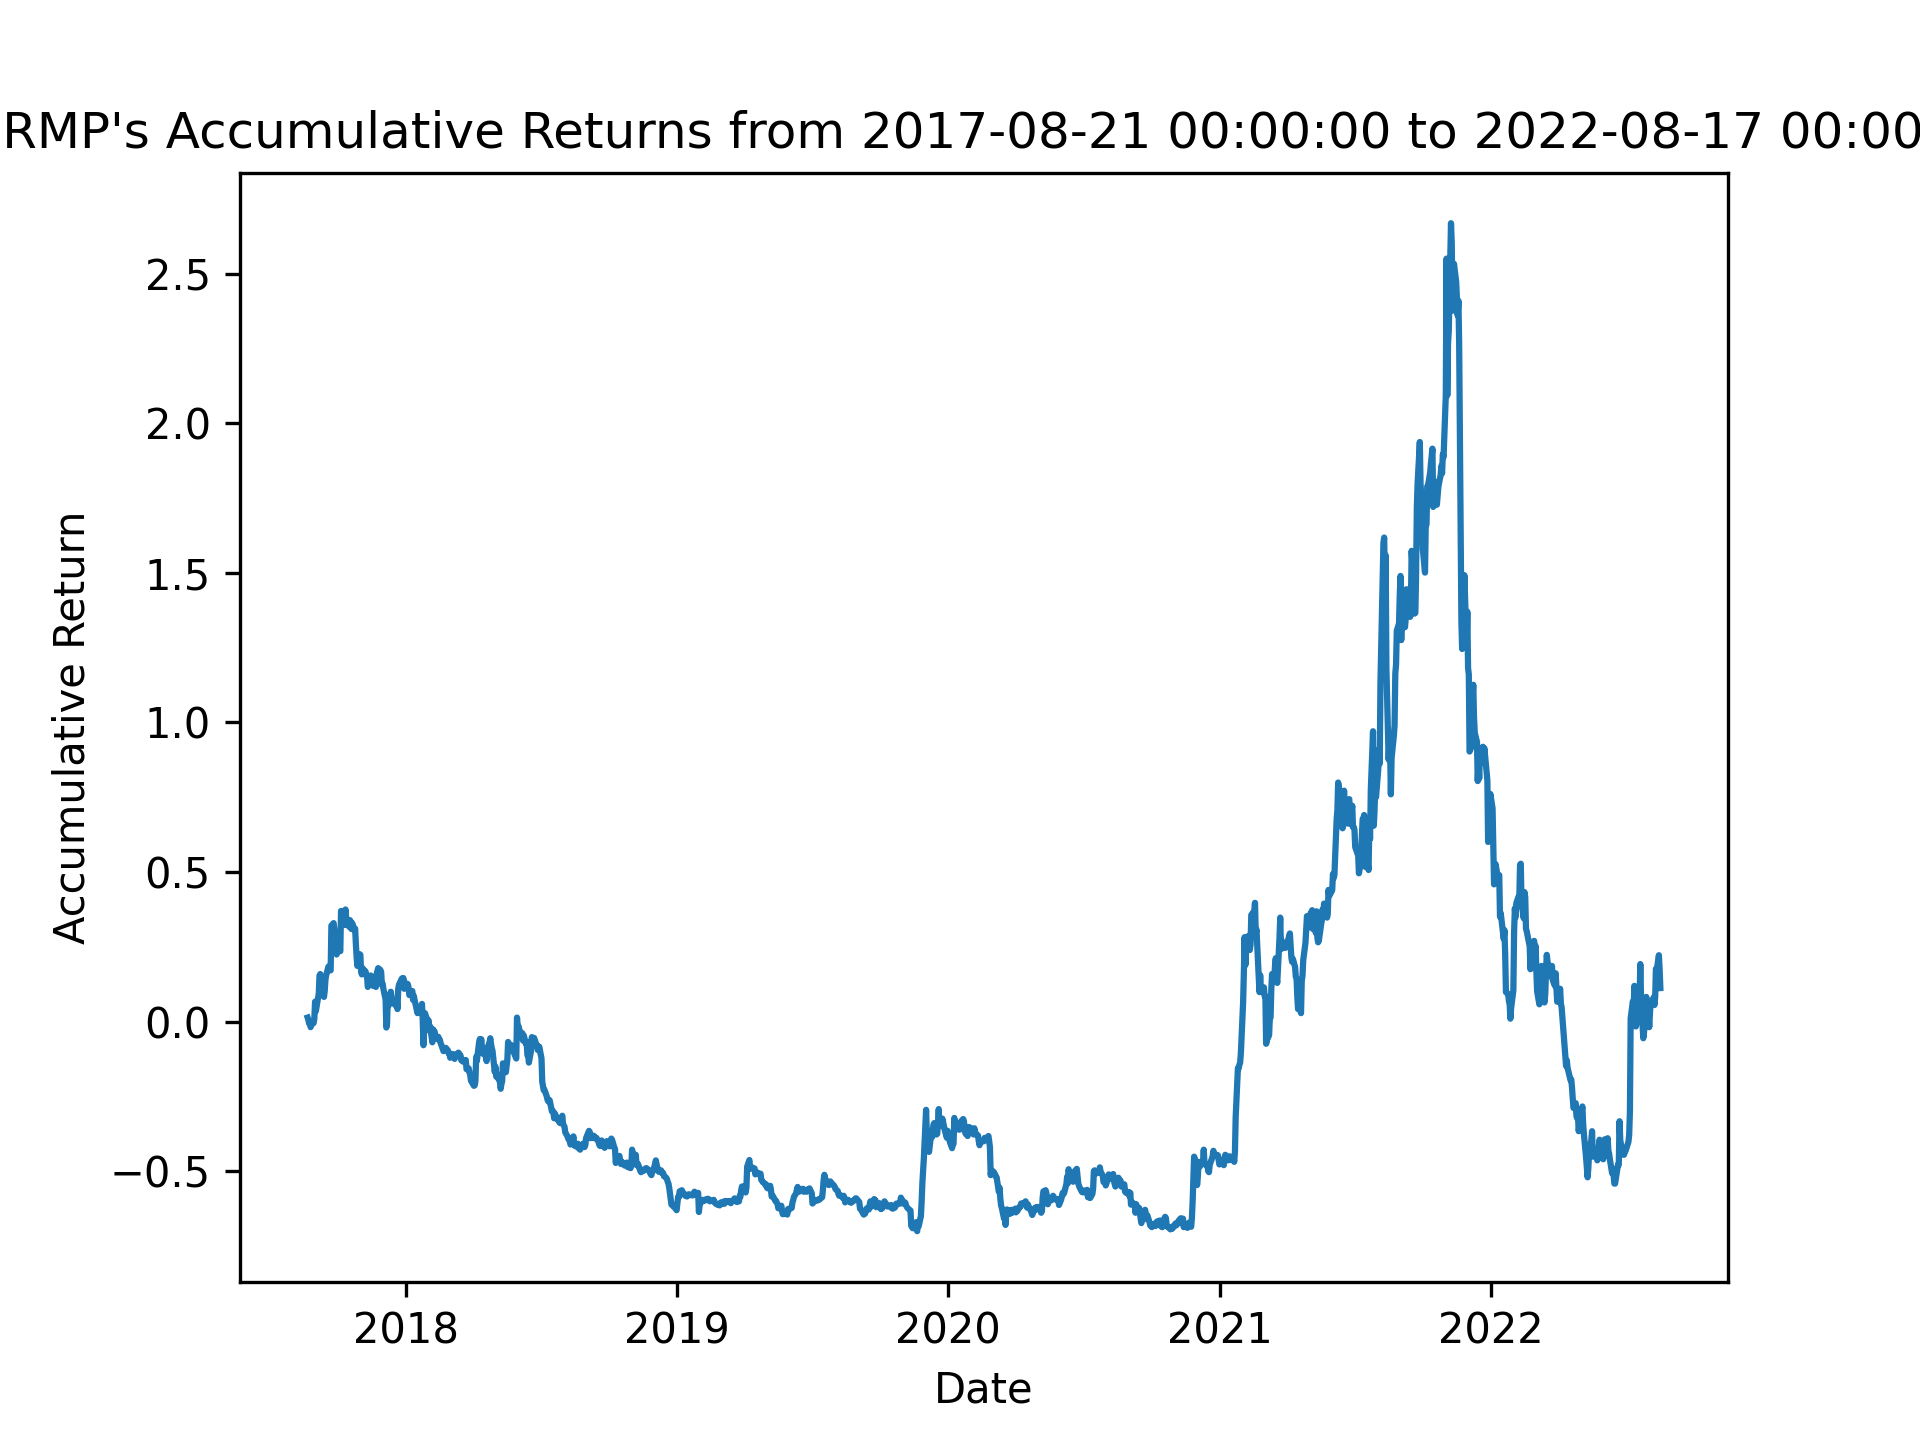 RMP's Accumulative Returns from 2017-08-21 00:00:00 to 2022-08-17 00:00
2.5
2.0
1.5
1.0
0.5
0.0
−0.5
Accumulative Return
2018 2019 2020 2021 2022
Date